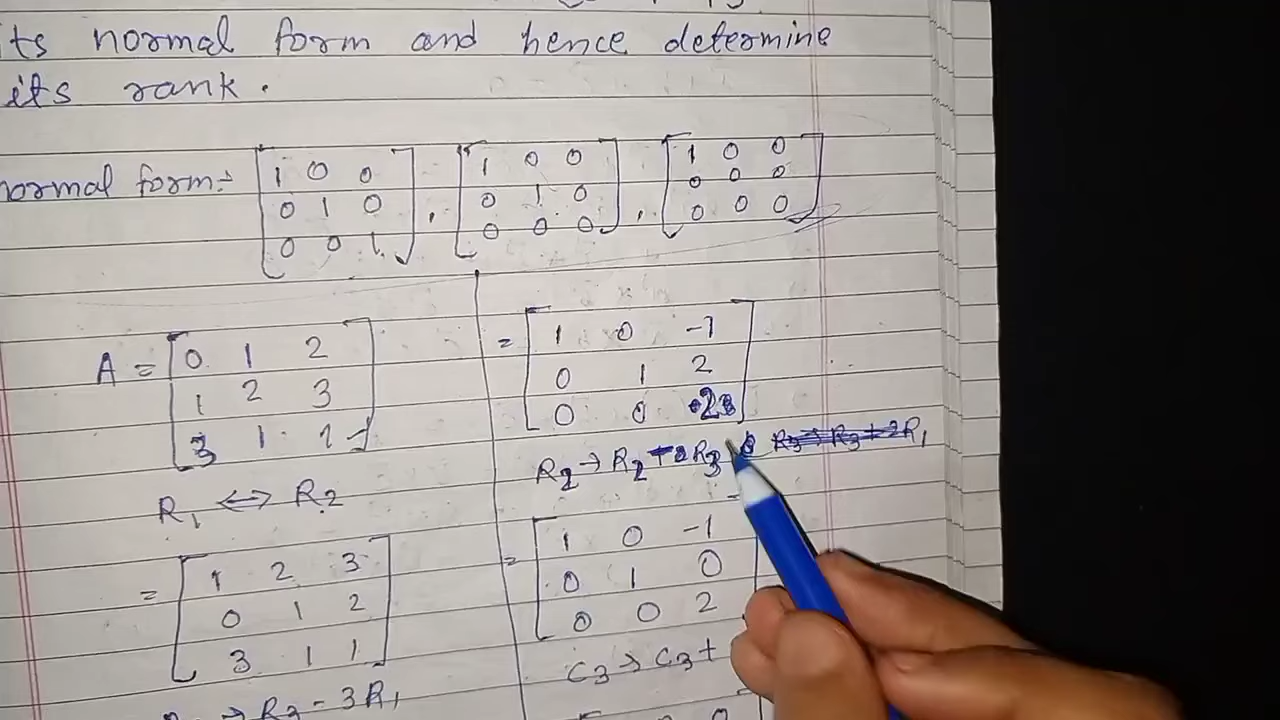 its normal form and hence determine
its rank.
normal form:- [1 0 0 , [1 0 0 , [1 0 0
0 1 0 0 1 0 0 0 0
0 0 1] 0 0 0] 0 0 0]
A = [0 1 2
1 2 3
3 1 1]
R1 ↔ R2
= [1 2 3
0 1 2
3 1 1]
→ R3 - 3R1
= [1 0 -1
0 1 2
0 0 2]
R2 → R2 - R3
= [1 0 -1
0 1 0
0 0 2
C3 → C3 +